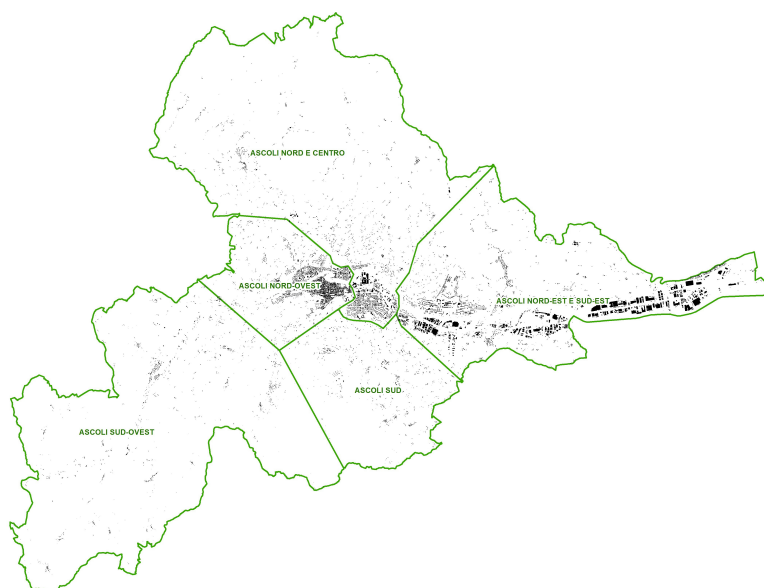 ASCOLI NORD E CENTRO
ASCOLI NORD-OVEST
ASCOLI NORD-EST E SUD-EST
ASCOLI SUD
ASCOLI SUD-OVEST